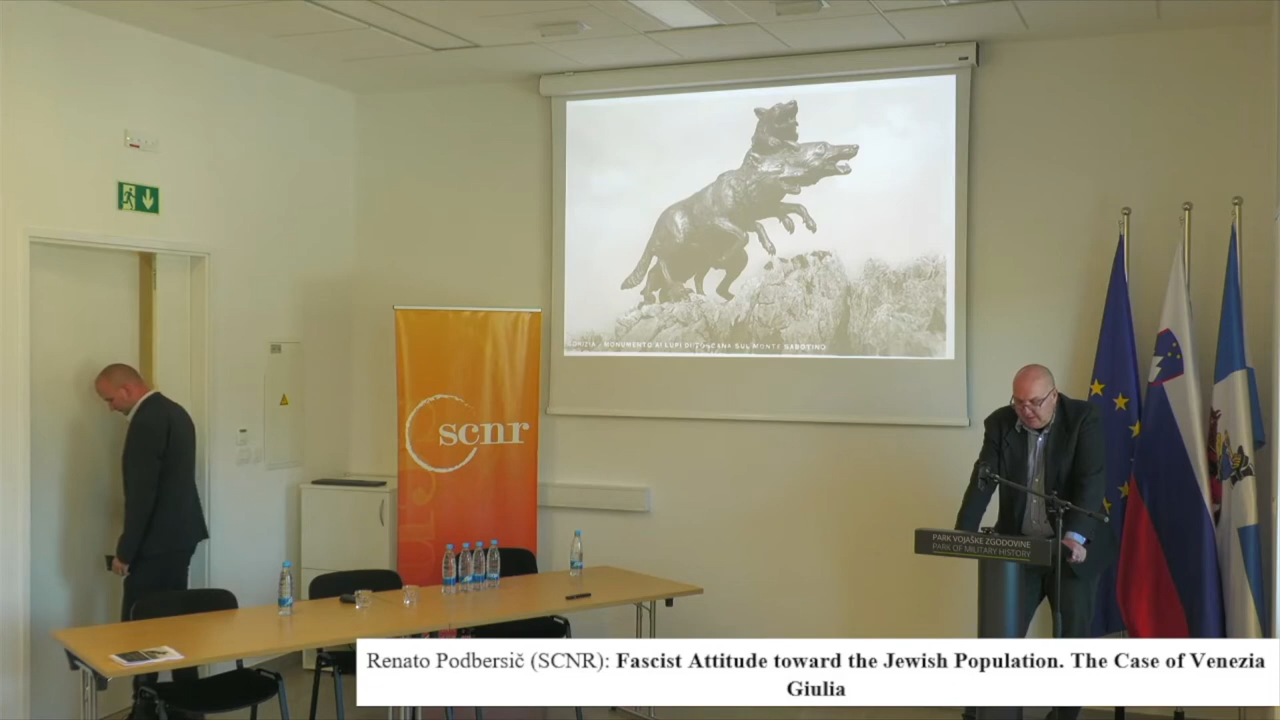 GORIZIA - MONUMENTO AI LUPI DI TOSCANA SUL MONTE SABOTINO
scnr
PARK VOJAŠKE ZGODOVINE
PARK OF MILITARY HISTORY
Renato Podbersič (SCNR): Fascist Attitude toward the Jewish Population. The Case of Venezia
Giulia